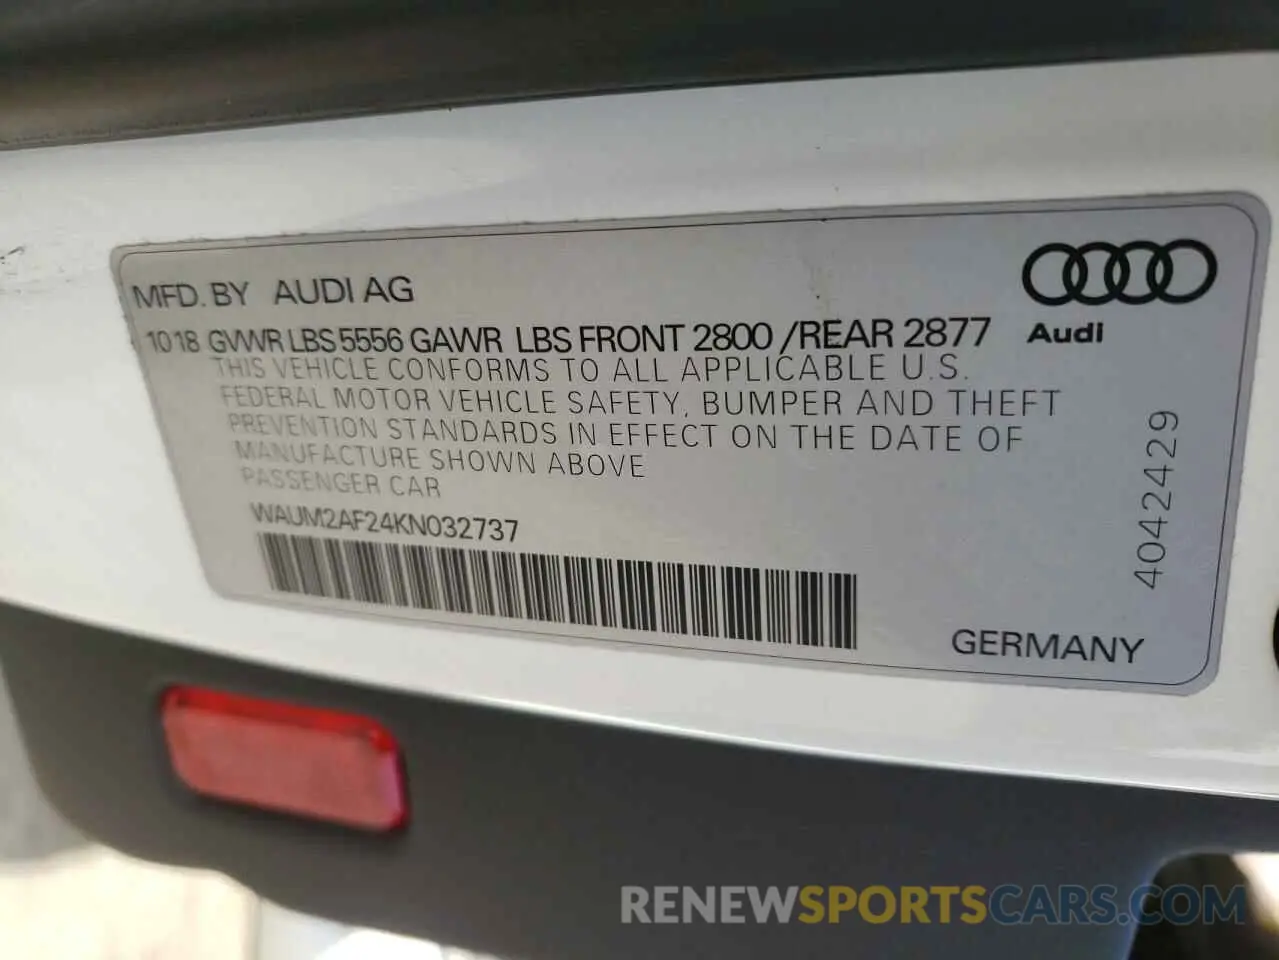 MFD. BY AUDI AG
10 18 GVWR LBS 5556 GAWR LBS FRONT 2800 /REAR 2877
THIS VEHICLE CONFORMS TO ALL APPLICABLE U.S.
FEDERAL MOTOR VEHICLE SAFETY, BUMPER AND THEFT
PREVENTION STANDARDS IN EFFECT ON THE DATE OF
MANUFACTURE SHOWN ABOVE
PASSENGER CAR
WAUM2AF24KN032737
Audi
4042429
GERMANY
RENEWSPORTSCARS.COM